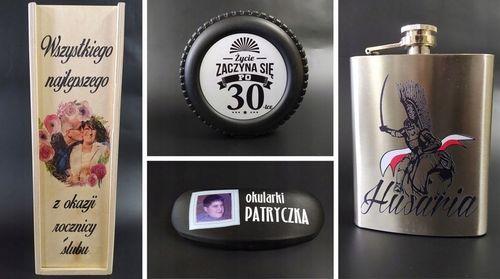 Wszystkiego
najlepszego
z okazji
rocznicy
ślubu
Życie
ZACZYNA SIĘ
PO
30
okularki
PATRYCZKA
Husaria